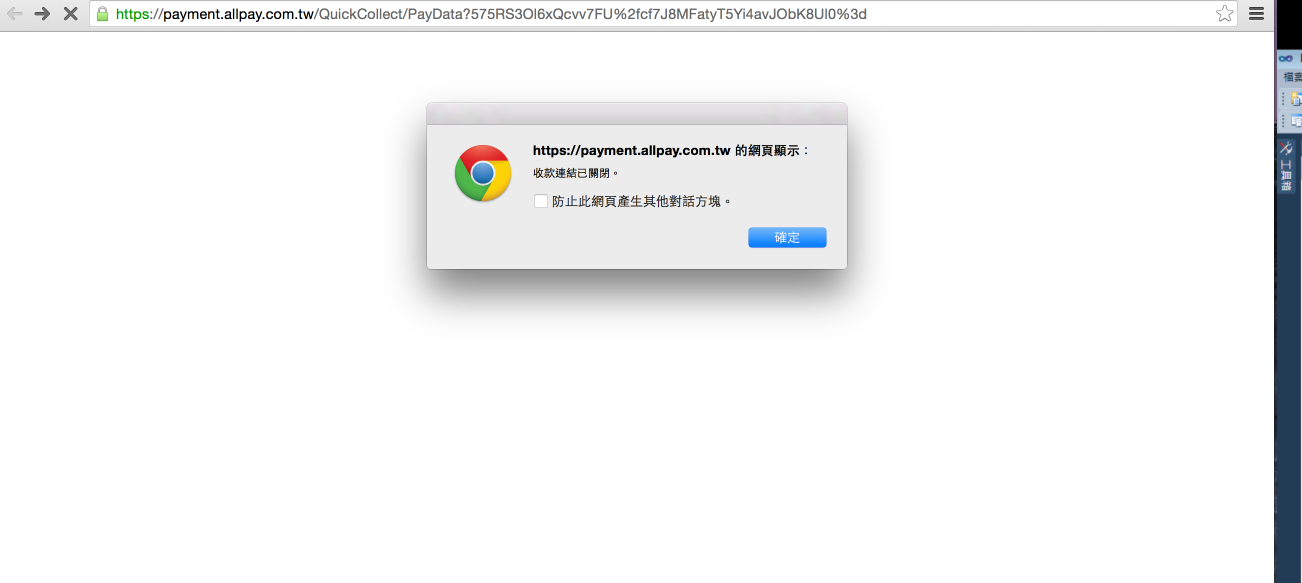 https://payment.allpay.com.tw/QuickCollect/PayData?575RS3Ol6xQcvv7FU%2fcf7J8MFatyT5Yi4avJObK8Ul0%3d
https://payment.allpay.com.tw 的網頁顯示：
收款連結已關閉。
防止此網頁產生其他對話方塊。
確定
檔案
工具箱